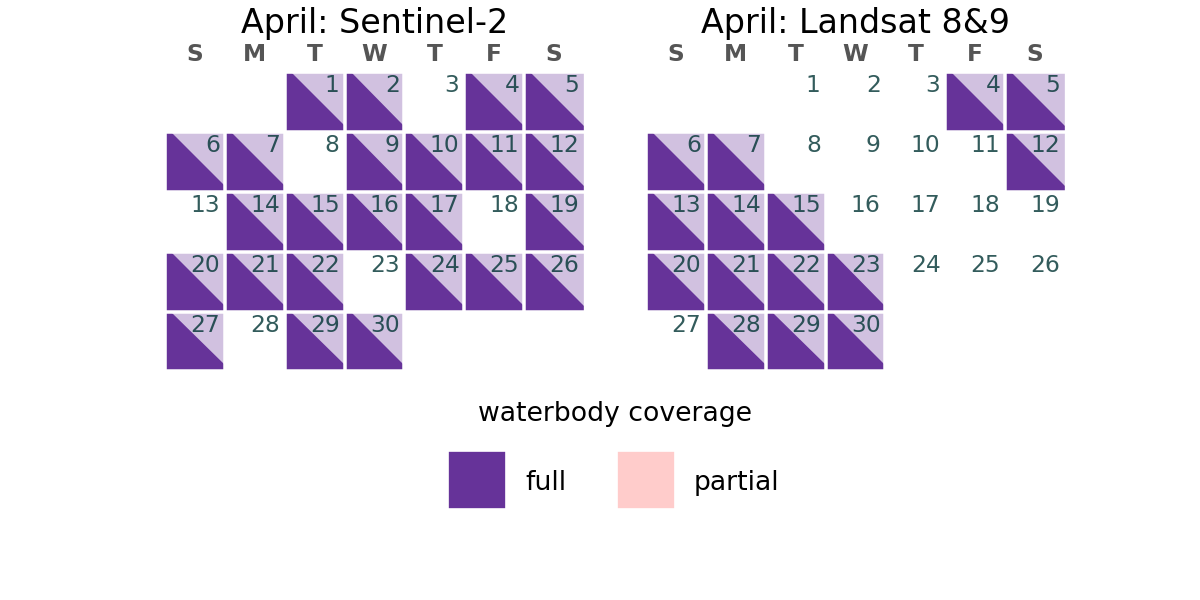 April: Sentinel-2
S M T W T F S
1 2 3 4 5
6 7 8 9 10 11 12
13 14 15 16 17 18 19
20 21 22 23 24 25 26
27 28 29 30
April: Landsat 8&9
S M T W T F S
1 2 3 4 5
6 7 8 9 10 11 12
13 14 15 16 17 18 19
20 21 22 23 24 25 26
27 28 29 30
waterbody coverage
full partial